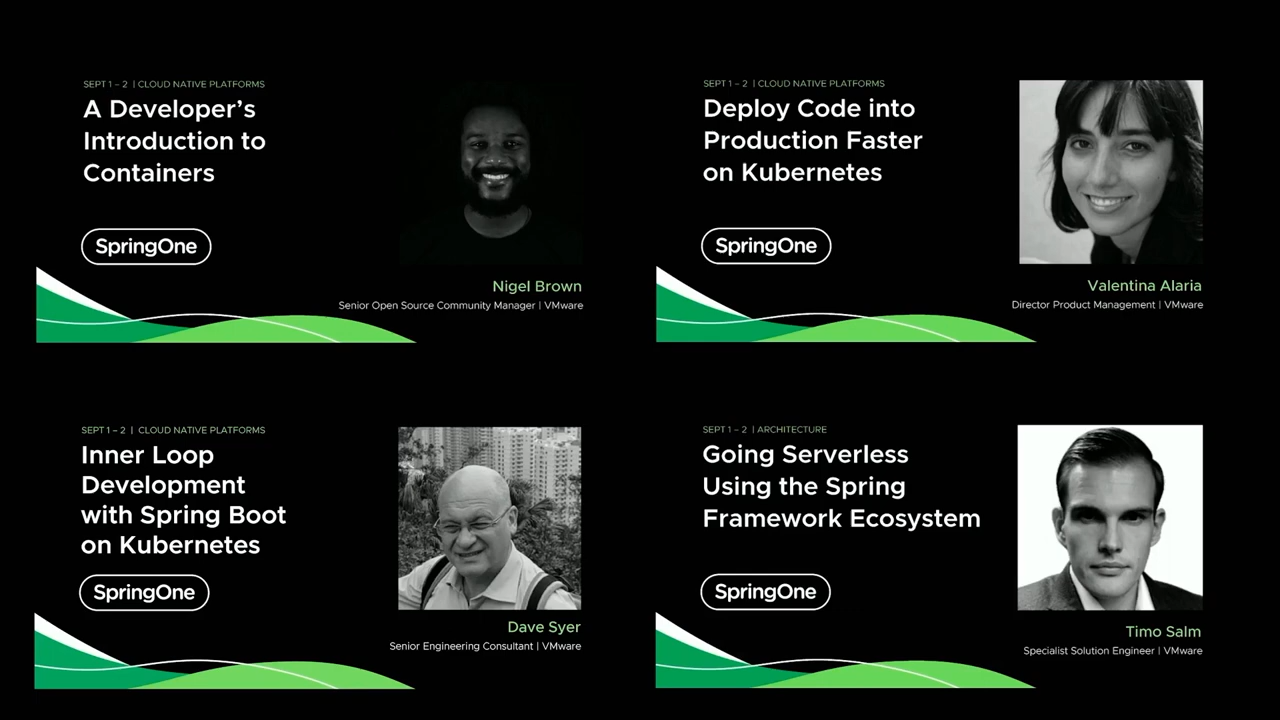 SEPT 1 – 2 | CLOUD NATIVE PLATFORMS
A Developer’s
Introduction to
Containers
SpringOne
Nigel Brown
Senior Open Source Community Manager | VMware
SEPT 1 – 2 | CLOUD NATIVE PLATFORMS
Deploy Code into
Production Faster
on Kubernetes
SpringOne
Valentina Alaria
Director Product Management | VMware
SEPT 1 – 2 | CLOUD NATIVE PLATFORMS
Inner Loop
Development
with Spring Boot
on Kubernetes
SpringOne
Dave Syer
Senior Engineering Consultant | VMware
SEPT 1 – 2 | ARCHITECTURE
Going Serverless
Using the Spring
Framework Ecosystem
SpringOne
Timo Salm
Specialist Solution Engineer | VMware